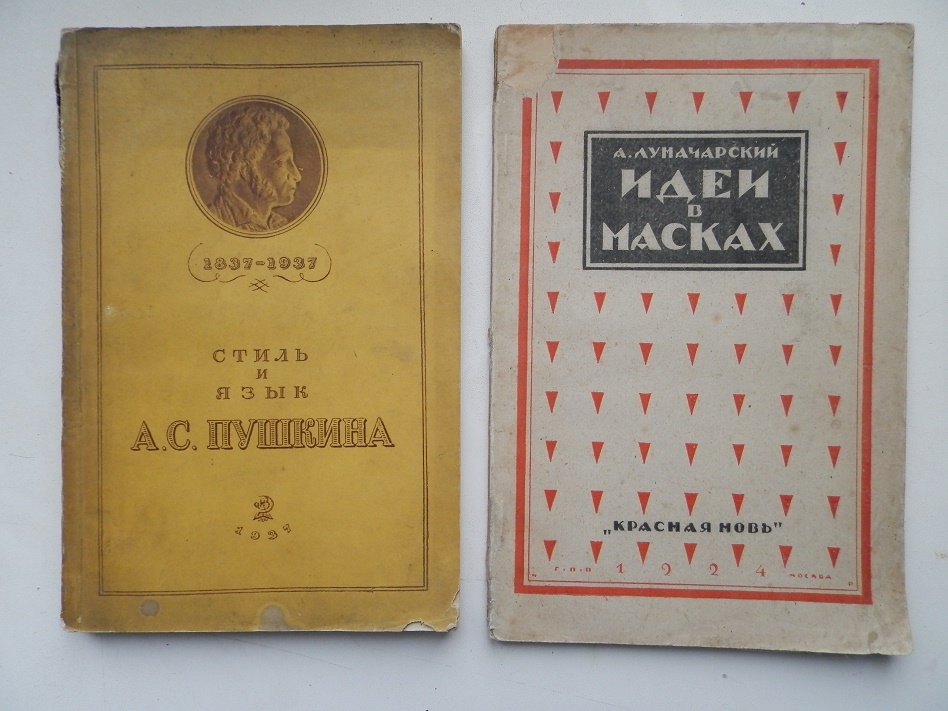 1837-1937
СТИЛЬ
И
ЯЗЫК
А.С. ПУШКИНА
1937
А. ЛУНАЧАРСКИЙ
ИДЕИ
В
МАСКАХ
„КРАСНАЯ НОВЬ"
Г·П·П 1924 МОСКВА